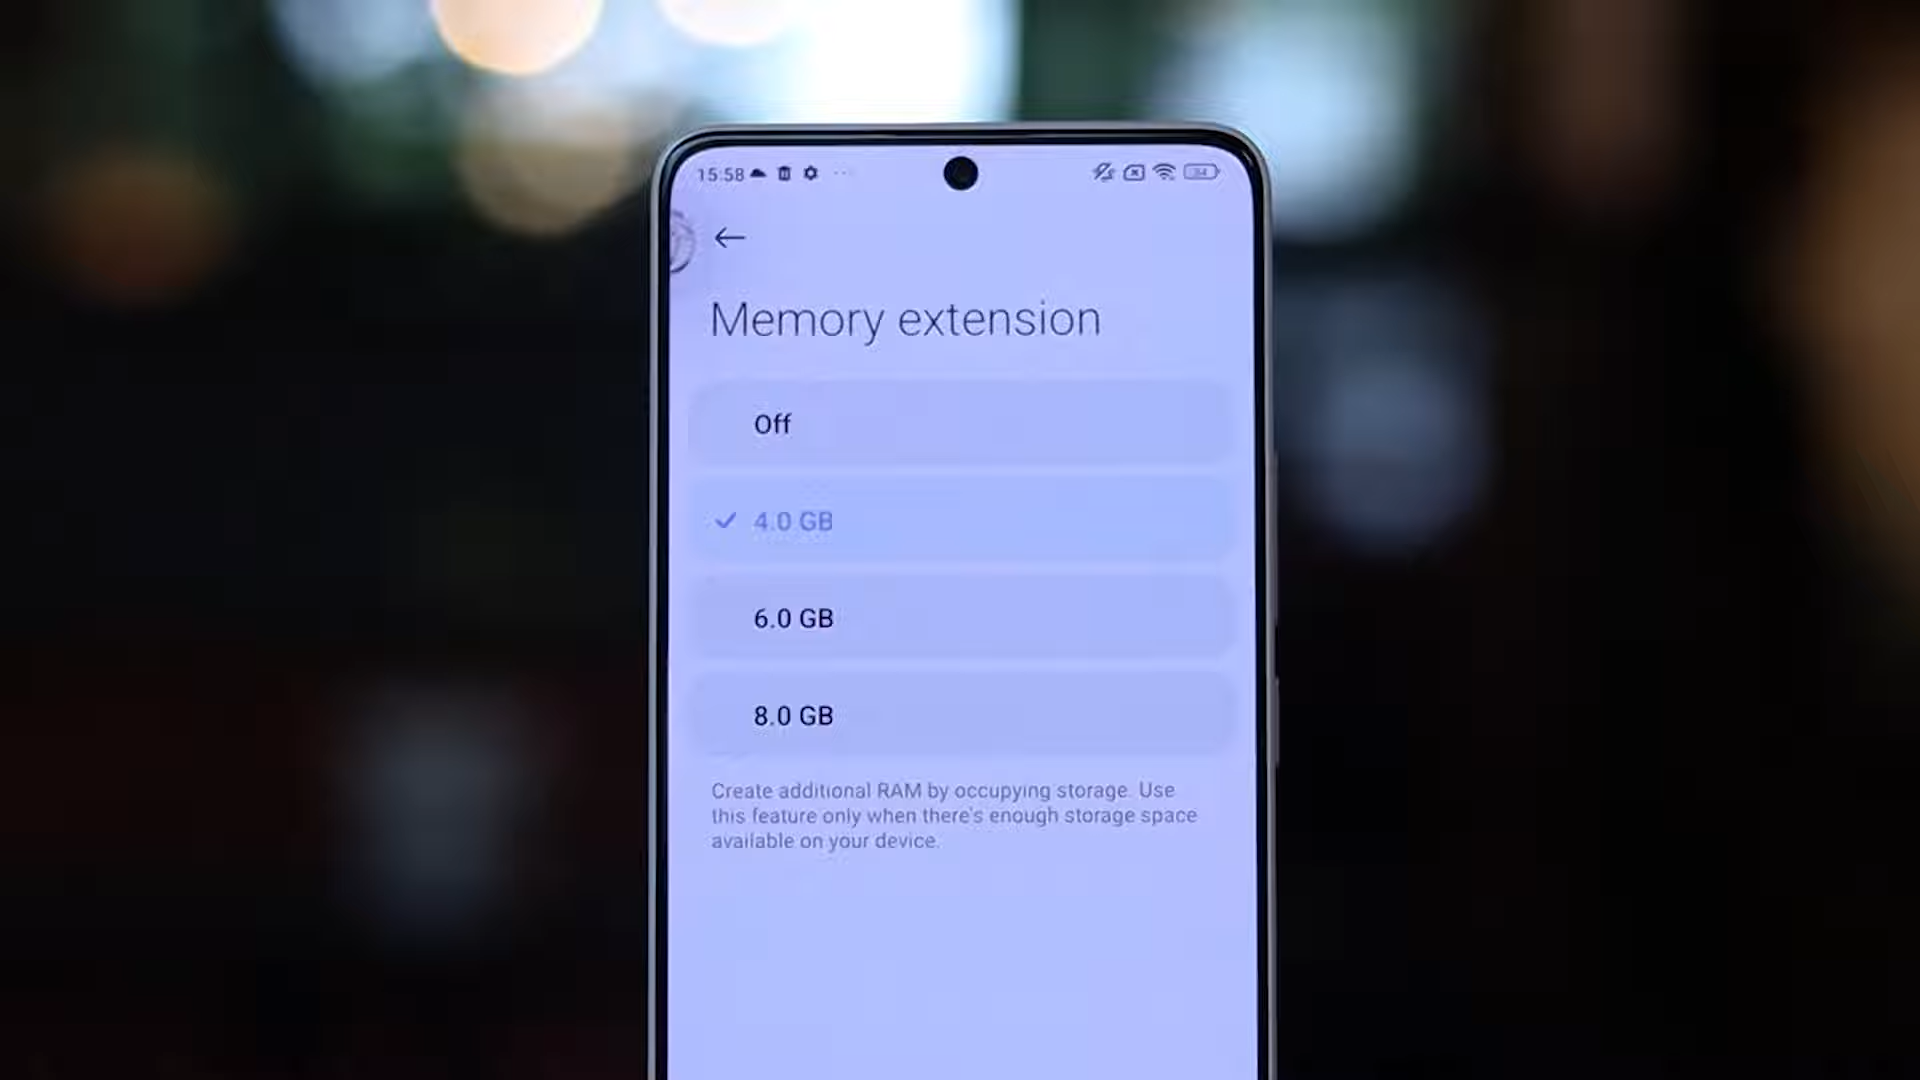 15:58
Memory extension
Off
4.0 GB
6.0 GB
8.0 GB
Create additional RAM by occupying storage. Use
this feature only when there's enough storage space
available on your device.